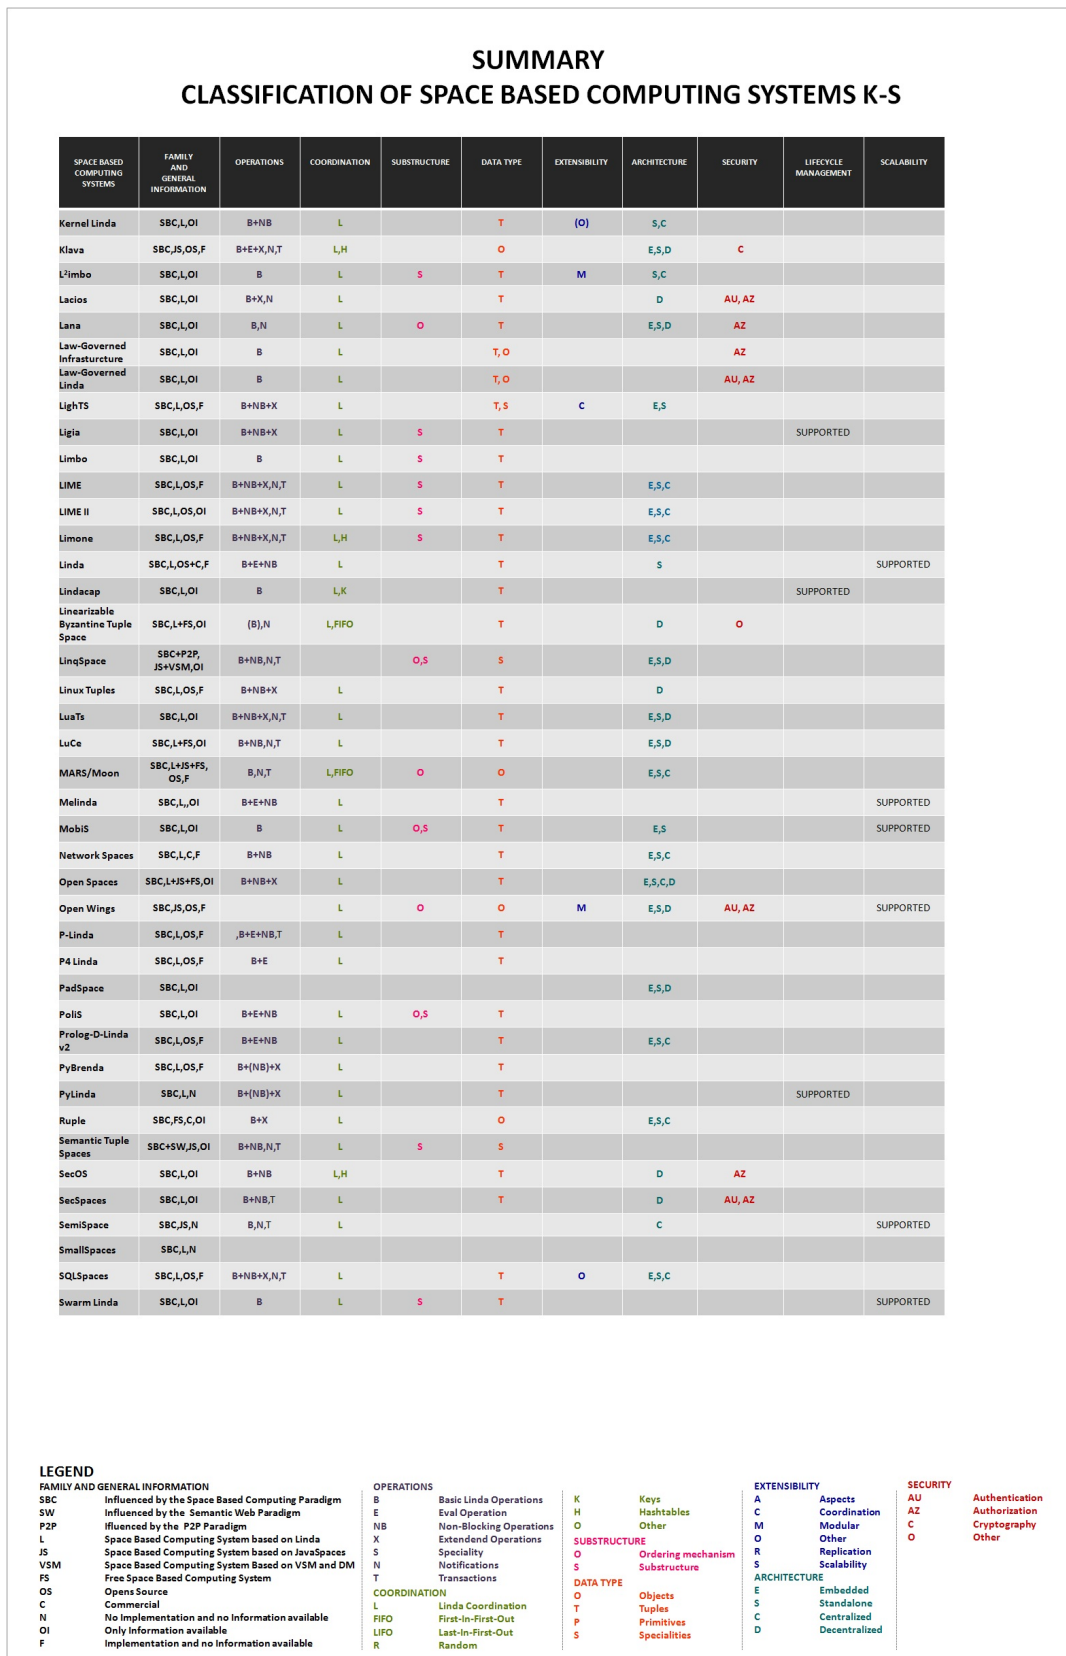 SUMMARY
CLASSIFICATION OF SPACE BASED COMPUTING SYSTEMS K-S
SPACE BASED COMPUTING SYSTEMS FAMILY AND GENERAL INFORMATION OPERATIONS COORDINATION SUBSTRUCTURE DATA TYPE EXTENSIBILITY ARCHITECTURE SECURITY LIFECYCLE MANAGEMENT SCALABILITY
Kernel Linda SBC,L,OI B+NB L T (O) S,C
Klava SBC,JS,OS,F B+E+X,N,T L,H O E,S,D C
L²imbo SBC,L,OI B L S T M S,C
Lacios SBC,L,OI B+X,N L T D AU, AZ
Lana SBC,L,OI B,N L O T E,S,D AZ
Law-Governed Infrasturcture SBC,L,OI B L T, O AZ
Law-Governed Linda SBC,L,OI B L T, O AU, AZ
LighTS SBC,L,OS,F B+NB+X L T, S C E,S
Ligia SBC,L,OI B+NB+X L S T SUPPORTED
Limbo SBC,L,OI B L S T
LIME SBC,L,OS,F B+NB+X,N,T L S T E,S,C
LIME II SBC,L,OS,OI B+NB+X,N,T L S T E,S,C
Limone SBC,L,OS,F B+NB+X,N,T L,H S T E,S,C
Linda SBC,L,OS+C,F B+E+NB L T S SUPPORTED
Lindacap SBC,L,OI B L,K T SUPPORTED
Linearizable Byzantine Tuple Space SBC,L+FS,OI (B),N L,FIFO T D O
LinqSpace SBC+P2P, JS+VSM,OI B+NB,N,T O,S S E,S,D
Linux Tuples SBC,L,OS,F B+NB+X L T D
LuaTs SBC,L,OI B+NB+X,N,T L T E,S,D
LuCe SBC,L+FS,OI B+NB,N,T L T E,S,D
MARS/Moon SBC,L+JS+FS, OS,F B,N,T L,FIFO O O E,S,C
Melinda SBC,L,,OI B+E+NB L T SUPPORTED
MobiS SBC,L,OI B L O,S T E,S SUPPORTED
Network Spaces SBC,L,C,F B+NB L T E,S,C
Open Spaces SBC,L+JS+FS,OI B+NB+X L T E,S,C,D
Open Wings SBC,JS,OS,F L O O M E,S,D AU, AZ SUPPORTED
P-Linda SBC,L,OS,F ,B+E+NB,T L T
P4 Linda SBC,L,OS,F B+E L T
PadSpace SBC,L,OI E,S,D
PoliS SBC,L,OI B+E+NB L O,S T
Prolog-D-Linda v2 SBC,L,OS,F B+E+NB L T E,S,C
PyBrenda SBC,L,OS,F B+(NB)+X L T
PyLinda SBC,L,N B+(NB)+X L T SUPPORTED
Ruple SBC,FS,C,OI B+X L O E,S,C
Semantic Tuple Spaces SBC+SW,JS,OI B+NB,N,T L S S
SecOS SBC,L,OI B+NB L,H T D AZ
SecSpaces SBC,L,OI B+NB,T L T D AU, AZ
SemiSpace SBC,JS,N B,N,T L C SUPPORTED
SmallSpaces SBC,L,N
SQLSpaces SBC,L,OS,F B+NB+X,N,T L T O E,S,C
Swarm Linda SBC,L,OI B L S T SUPPORTED
LEGEND
FAMILY AND GENERAL INFORMATION
SBC Influenced by the Space Based Computing Paradigm
SW Influenced by the Semantic Web Paradigm
P2P Ifluenced by the P2P Paradigm
L Space Based Computing System based on Linda
JS Space Based Computing System based on JavaSpaces
VSM Space Based Computing System Based on VSM and DM
FS Free Space Based Computing System
OS Opens Source
C Commercial
N No Implementation and no Information available
OI Only Information available
F Implementation and no Information available
OPERATIONS
B Basic Linda Operations
E Eval Operation
NB Non-Blocking Operations
X Extendend Operations
S Speciality
N Notifications
T Transactions
COORDINATION
L Linda Coordination
FIFO First-In-First-Out
LIFO Last-In-First-Out
R Random
K Keys
H Hashtables
O Other
SUBSTRUCTURE
O Ordering mechanism
S Substructure
DATA TYPE
O Objects
T Tuples
P Primitives
S Specialities
EXTENSIBILITY
A Aspects
C Coordination
M Modular
O Other
R Replication
S Scalability
ARCHITECTURE
E Embedded
S Standalone
C Centralized
D Decentralized
SECURITY
AU Authentication
AZ Authorization
C Cryptography
O Other